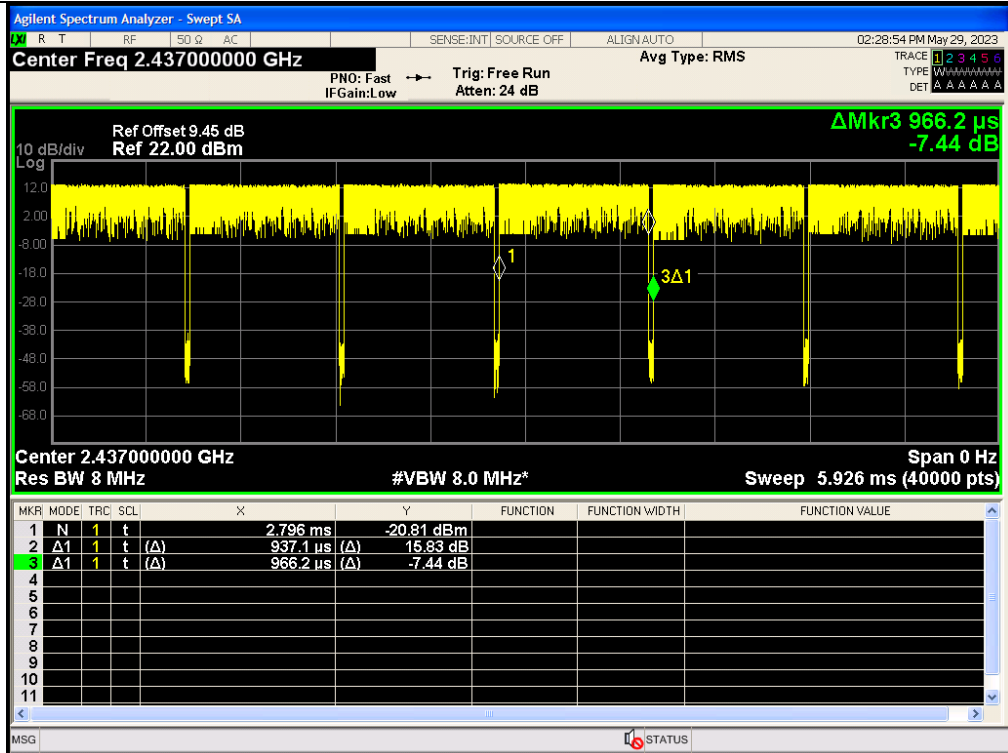 Agilent Spectrum Analyzer - Swept SA
LXI R T RF 50 Ω AC SENSE:INT SOURCE OFF ALIGN AUTO 02:28:54 PM May 29, 2023
Center Freq 2.437000000 GHz Avg Type: RMS TRACE 1 2 3 4 5 6
PNO: Fast Trig: Free Run TYPE W
IFGain:Low Atten: 24 dB DET A A A A A A
ΔMkr3 966.2 µs
-7.44 dB
Ref Offset 9.45 dB
10 dB/div Ref 22.00 dBm
Log
12.0
2.00
-8.00
1
-18.0
3Δ1
-28.0
-38.0
-48.0
-58.0
-68.0
Center 2.437000000 GHz Span 0 Hz
Res BW 8 MHz #VBW 8.0 MHz* Sweep 5.926 ms (40000 pts)
MKR MODE TRC SCL X Y FUNCTION FUNCTION WIDTH FUNCTION VALUE
1 N 1 t 2.796 ms -20.81 dBm
2 Δ1 1 t (Δ) 937.1 µs (Δ) 15.83 dB
3 Δ1 1 t (Δ) 966.2 µs (Δ) -7.44 dB
4
5
6
7
8
9
10
11
MSG STATUS